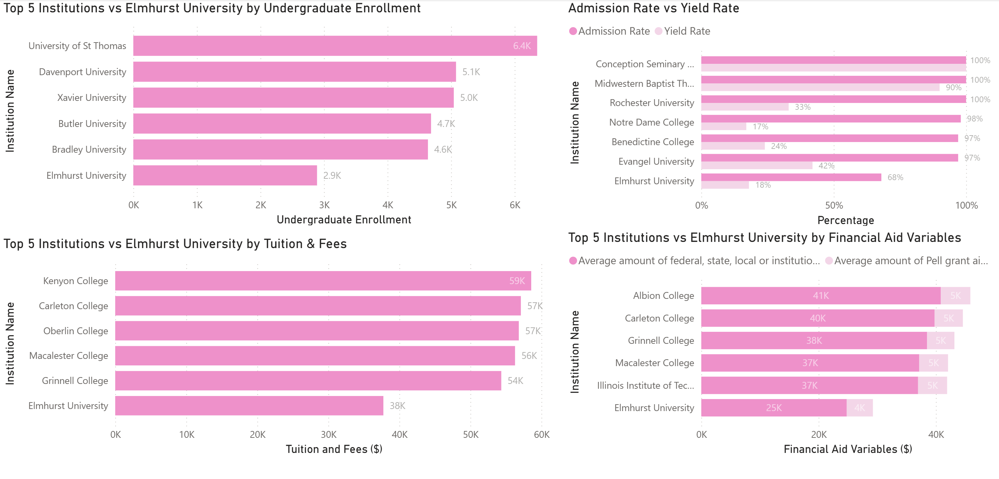 Top 5 Institutions vs Elmhurst University by Undergraduate Enrollment
Institution Name
University of St Thomas 6.4K
Davenport University 5.1K
Xavier University 5.0K
Butler University 4.7K
Bradley University 4.6K
Elmhurst University 2.9K
0K 1K 2K 3K 4K 5K 6K
Undergraduate Enrollment
Admission Rate vs Yield Rate
Admission Rate Yield Rate
Institution Name
Conception Seminary ... 100%
Midwestern Baptist Th... 100%
90%
Rochester University 100%
33%
Notre Dame College 98%
17%
Benedictine College 97%
24%
Evangel University 97%
42%
Elmhurst University 68%
18%
0% 50% 100%
Percentage
Top 5 Institutions vs Elmhurst University by Tuition & Fees
Institution Name
Kenyon College 59K
Carleton College 57K
Oberlin College 57K
Macalester College 56K
Grinnell College 54K
Elmhurst University 38K
0K 10K 20K 30K 40K 50K 60K
Tuition and Fees ($)
Top 5 Institutions vs Elmhurst University by Financial Aid Variables
Average amount of federal, state, local or institutio... Average amount of Pell grant ai...
Institution Name
Albion College 41K 5K
Carleton College 40K 5K
Grinnell College 38K 5K
Macalester College 37K 5K
Illinois Institute of Tec... 37K 5K
Elmhurst University 25K 4K
0K 20K 40K
Financial Aid Variables ($)